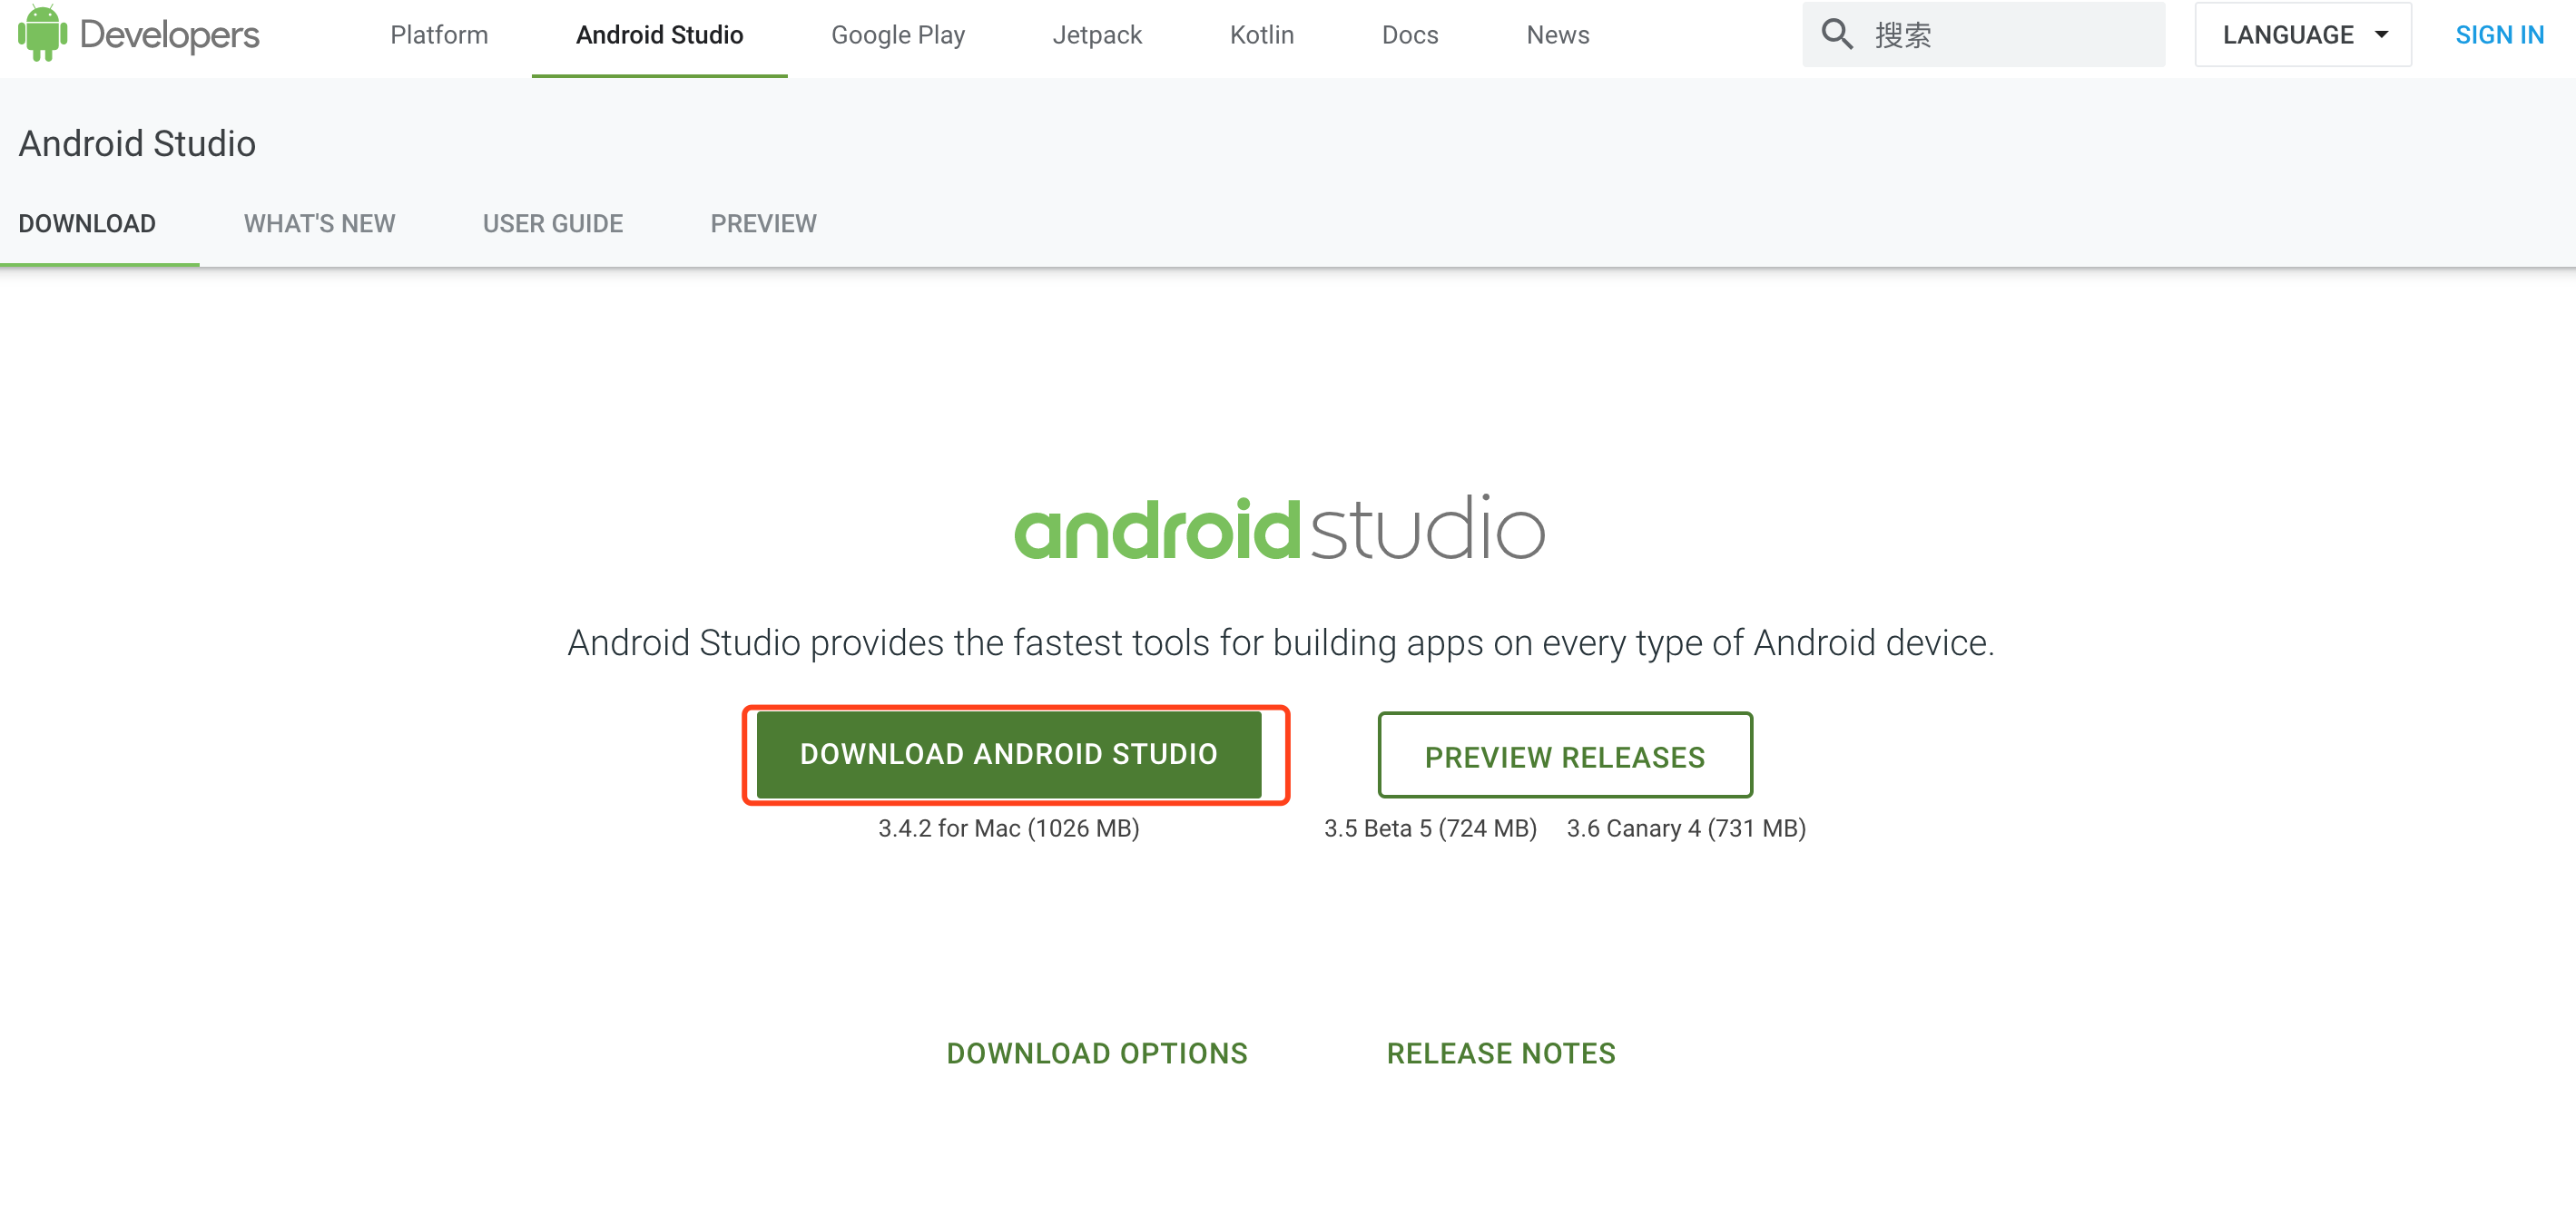 Developers Platform Android Studio Google Play Jetpack Kotlin Docs News 搜索 LANGUAGE SIGN IN
Android Studio
DOWNLOAD WHAT'S NEW USER GUIDE PREVIEW
androidstudio
Android Studio provides the fastest tools for building apps on every type of Android device.
DOWNLOAD ANDROID STUDIO PREVIEW RELEASES
3.4.2 for Mac (1026 MB) 3.5 Beta 5 (724 MB) 3.6 Canary 4 (731 MB)
DOWNLOAD OPTIONS RELEASE NOTES